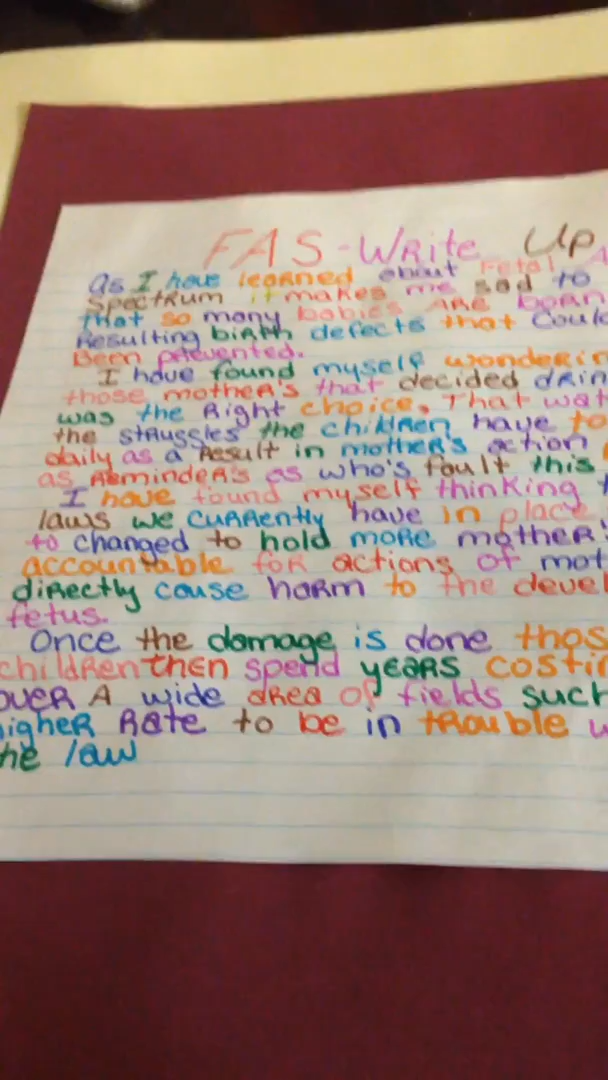 FAS-Write Up
as I have learned about Fetal A
Spectrum it makes me sad to
that so many babies are born
Resulting birth defects that Could
Been prevented.
I have found myself wonderin
those mother's that decided drin
was the Right choice. That wat
the struggles the children have to
daily as a Result in mother's action
as Reminder's as who's foult this
I have found myself thinking t
laws we currently have in place
to changed to hold more mother'
accountable for actions of mot
directly cause harm to the devel
fetus.
Once the damage is done thos
children then spend years costin
over A wide area of fields such
higher Rate to be in trouble w
he law